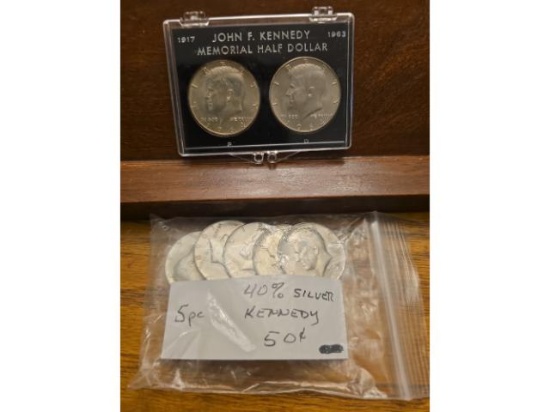 1917 JOHN F. KENNEDY 1963
MEMORIAL HALF DOLLAR
P D
40% SILVER
5pc KENNEDY
50¢